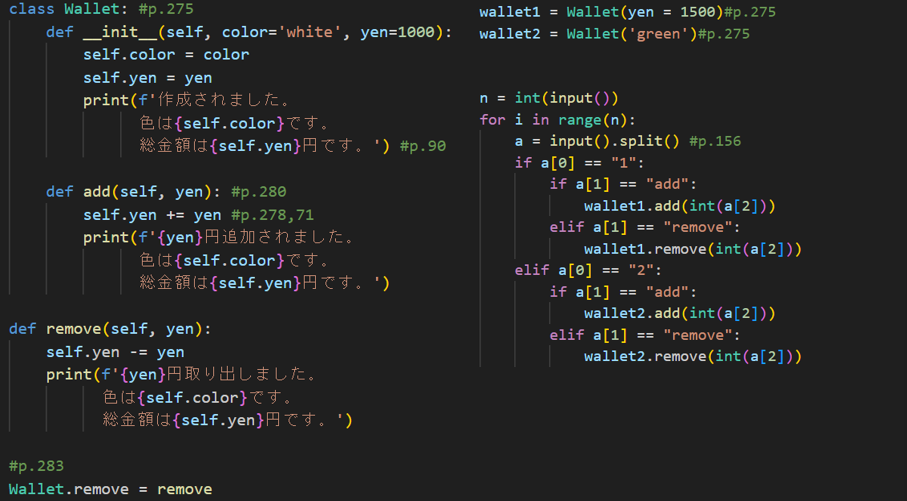 class Wallet: #p.275
    def __init__(self, color='white', yen=1000):
        self.color = color
        self.yen = yen
        print(f'作成されました。
              色は{self.color}です。
              総金額は{self.yen}円です。') #p.90

    def add(self, yen): #p.280
        self.yen += yen #p.278,71
        print(f'{yen}円追加されました。
              色は{self.color}です。
              総金額は{self.yen}円です。')

def remove(self, yen):
    self.yen -= yen
    print(f'{yen}円取り出しました。
          色は{self.color}です。
          総金額は{self.yen}円です。')

#p.283
Wallet.remove = remove

wallet1 = Wallet(yen = 1500)#p.275
wallet2 = Wallet('green')#p.275

n = int(input())
for i in range(n):
    a = input().split() #p.156
    if a[0] == "1":
        if a[1] == "add":
            wallet1.add(int(a[2]))
        elif a[1] == "remove":
            wallet1.remove(int(a[2]))
    elif a[0] == "2":
        if a[1] == "add":
            wallet2.add(int(a[2]))
        elif a[1] == "remove":
            wallet2.remove(int(a[2]))